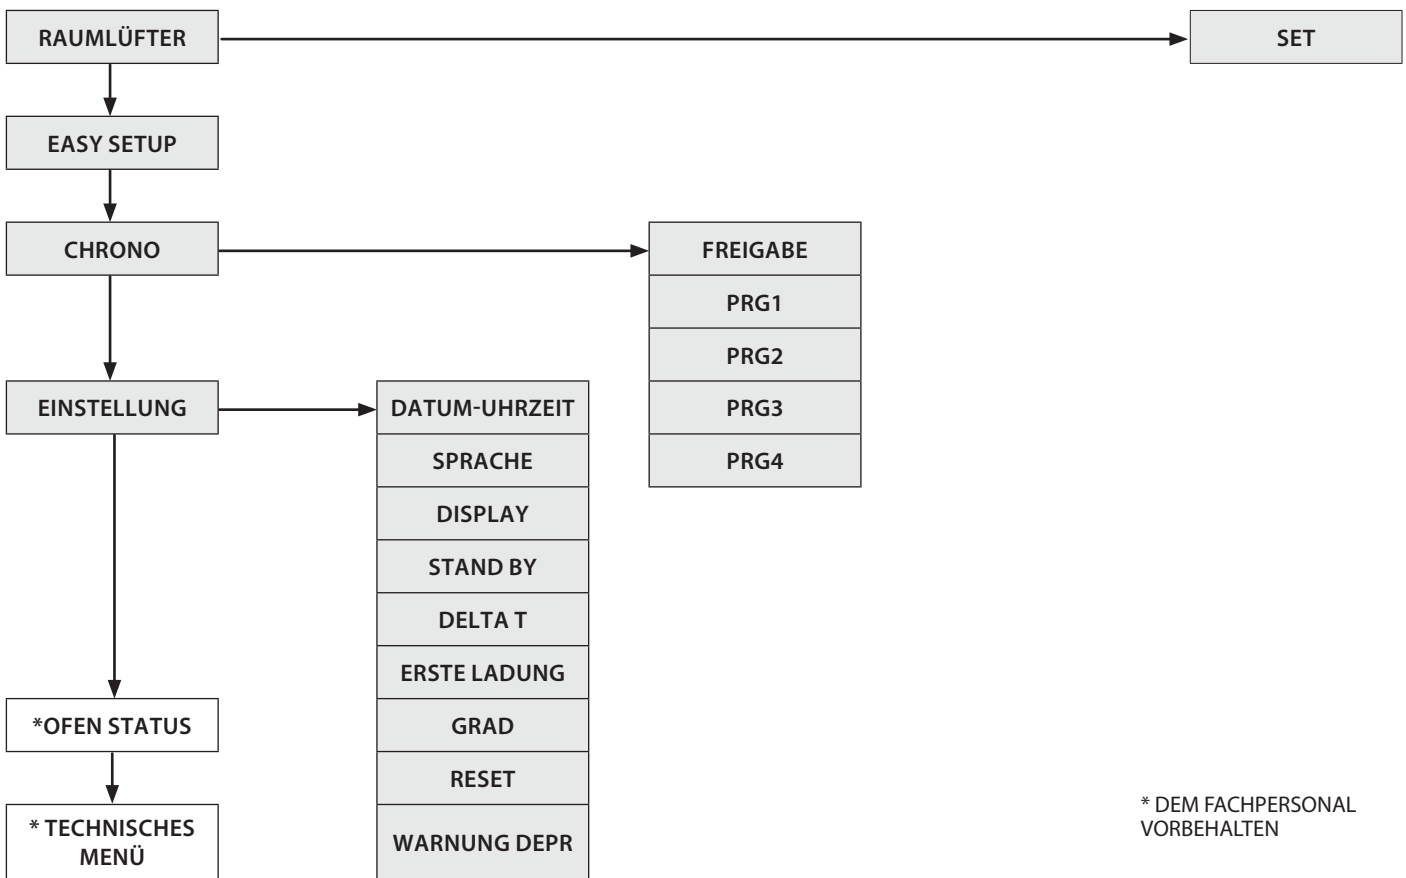 RAUMLÜFTER
SET
EASY SETUP
CHRONO
FREIGABE
PRG1
PRG2
PRG3
PRG4
EINSTELLUNG
DATUM-UHRZEIT
SPRACHE
DISPLAY
STAND BY
DELTA T
ERSTE LADUNG
GRAD
RESET
WARNUNG DEPR
*OFEN STATUS
* TECHNISCHES
MENÜ
* DEM FACHPERSONAL
VORBEHALTEN